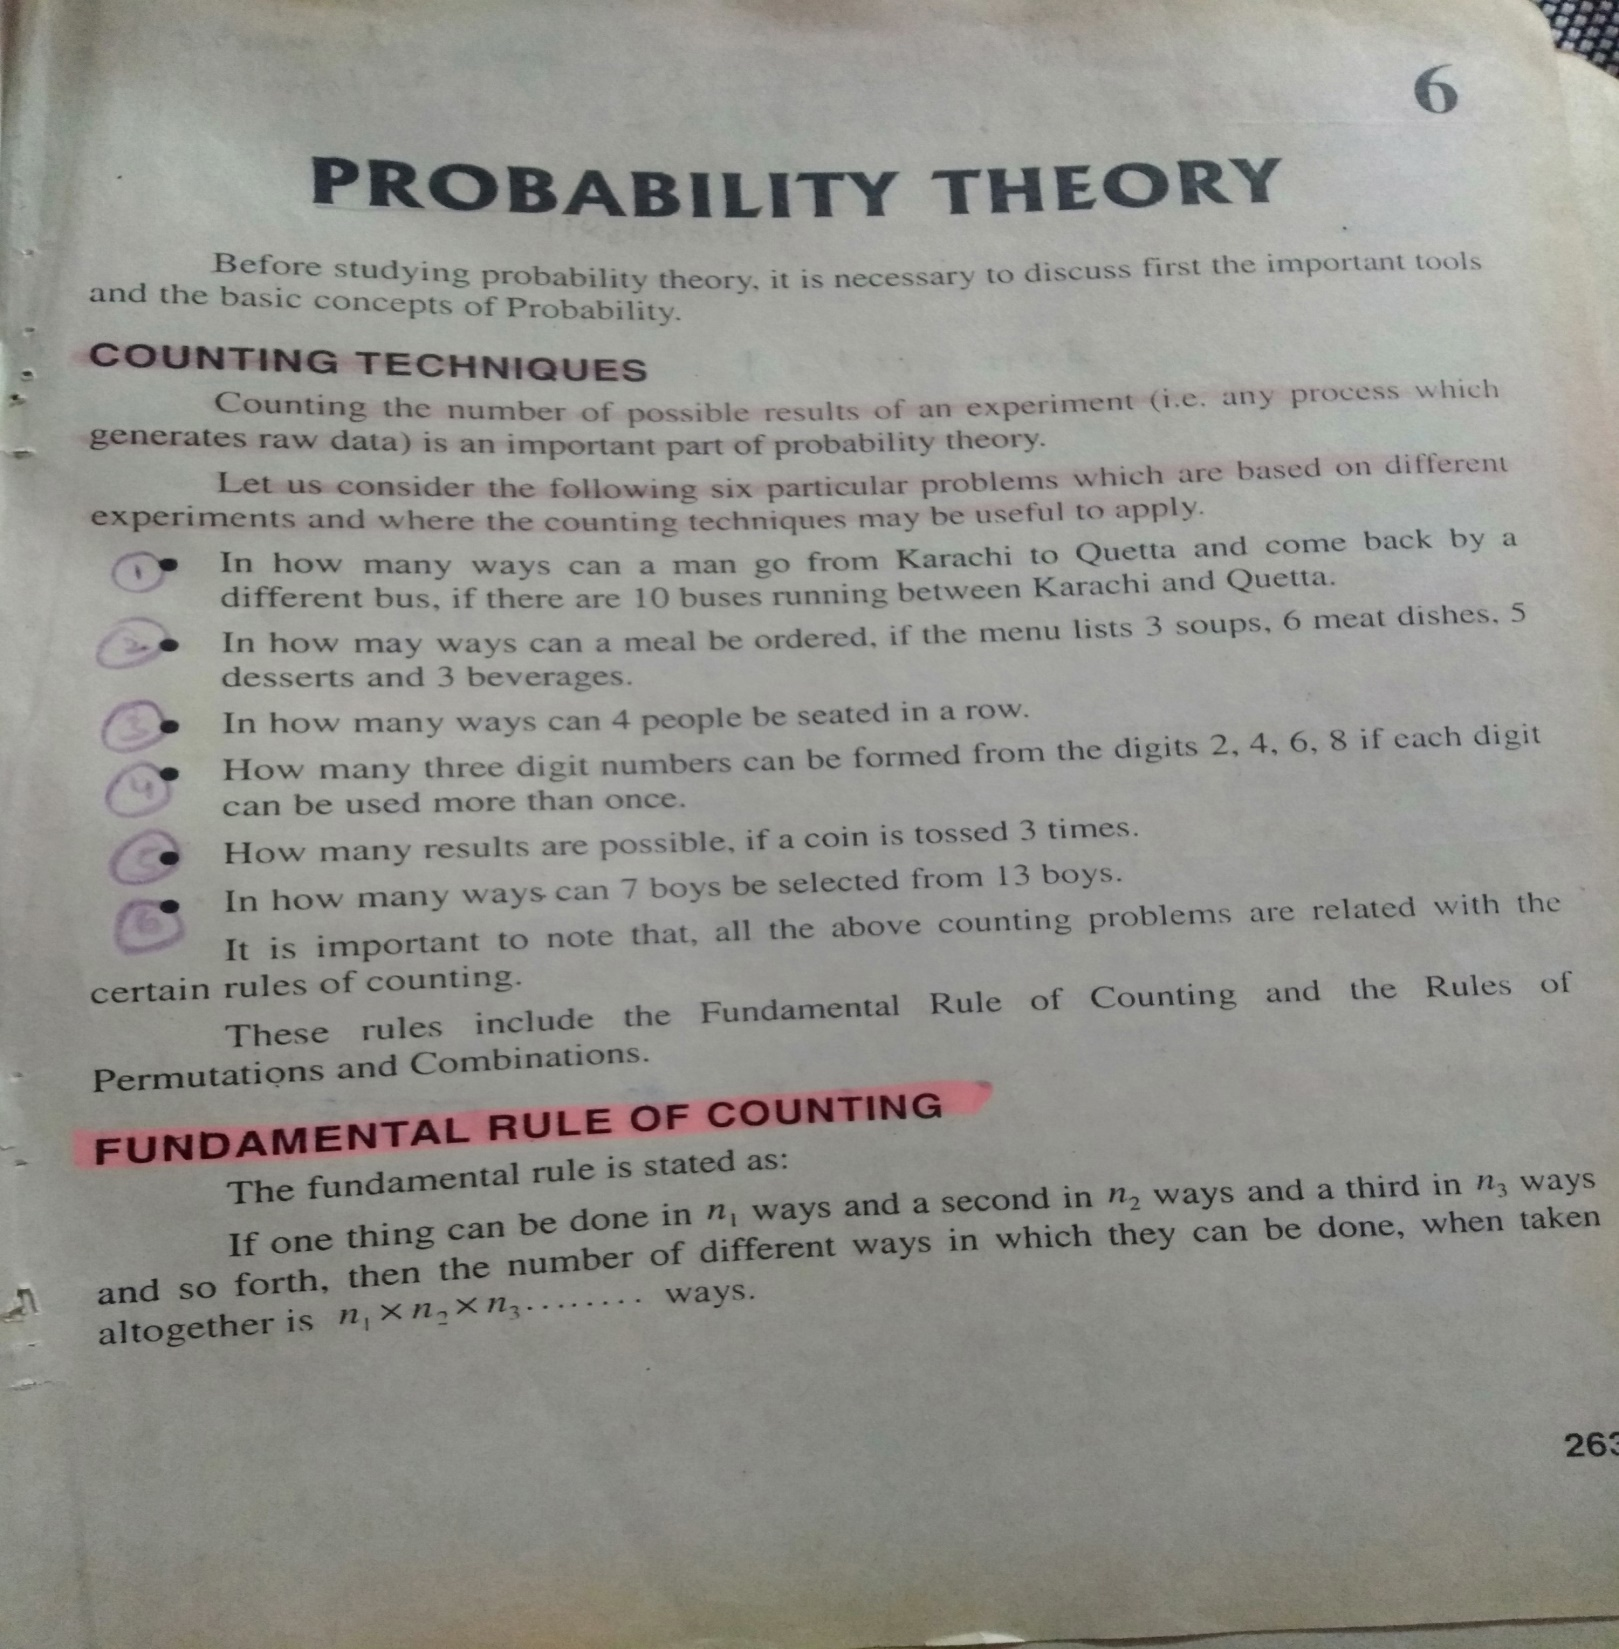 6
PROBABILITY THEORY
Before studying probability theory, it is necessary to discuss first the important tools
and the basic concepts of Probability.
COUNTING TECHNIQUES
Counting the number of possible results of an experiment (i.e. any process which
generates raw data) is an important part of probability theory.
Let us consider the following six particular problems which are based on different
experiments and where the counting techniques may be useful to apply.
1 • In how many ways can a man go from Karachi to Quetta and come back by a
different bus, if there are 10 buses running between Karachi and Quetta.
2 • In how may ways can a meal be ordered, if the menu lists 3 soups, 6 meat dishes, 5
desserts and 3 beverages.
3 • In how many ways can 4 people be seated in a row.
4 • How many three digit numbers can be formed from the digits 2, 4, 6, 8 if each digit
can be used more than once.
5 • How many results are possible, if a coin is tossed 3 times.
6 • In how many ways can 7 boys be selected from 13 boys.
It is important to note that, all the above counting problems are related with the
certain rules of counting.
These rules include the Fundamental Rule of Counting and the Rules of
Permutations and Combinations.
FUNDAMENTAL RULE OF COUNTING
The fundamental rule is stated as:
If one thing can be done in n₁ ways and a second in n₂ ways and a third in n₃ ways
and so forth, then the number of different ways in which they can be done, when taken
altogether is n₁ × n₂ × n₃........ ways.
263